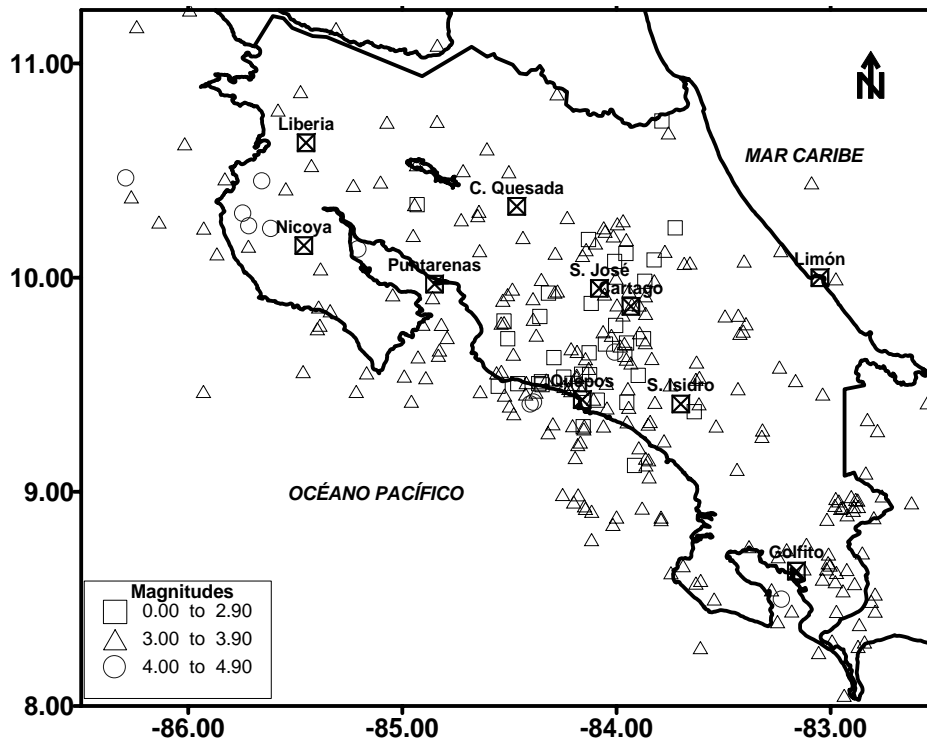 11.00
N
Liberia
MAR CARIBE
C. Quesada
Nicoya
10.00
Puntarenas
S. José
Limón
Cartago
Quepos
S. Isidro
9.00
OCÉANO PACÍFICO
Golfito
Magnitudes
0.00 to 2.90
3.00 to 3.90
4.00 to 4.90
8.00
-86.00 -85.00 -84.00 -83.00